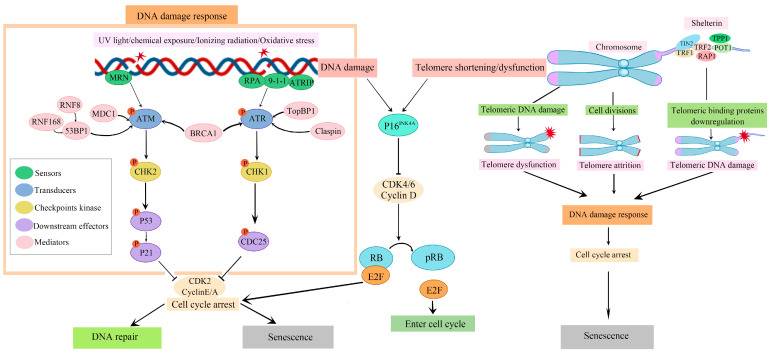 DNA damage response
UV light/chemical exposure/Ionizing radiation/Oxidative stress
MRN
RPA
9-1-1
ATRIP
DNA damage
Telomere shortening/dysfunction
RNF8
RNF168
53BP1
MDC1
P
ATM
BRCA1
P
ATR
TopBP1
Claspin
P
CHK2
P
CHK1
P
P53
P
P21
P
CDC25
Sensors
Transducers
Checkpoints kinase
Downstream effectors
Mediators
CDK2
CyclinE/A
Cell cycle arrest
DNA repair
Senescence
P16INK4A
CDK4/6
Cyclin D
RB
E2F
pRB
E2F
Enter cell cycle
Chromosome
Shelterin
TIN2
TRF1
TRF2
RAP1
TPP1
POT1
Telomeric DNA damage
Cell divisions
Telomeric binding proteins
downregulation
Telomere dysfunction
Telomere attrition
Telomeric DNA damage
DNA damage response
Cell cycle arrest
Senescence